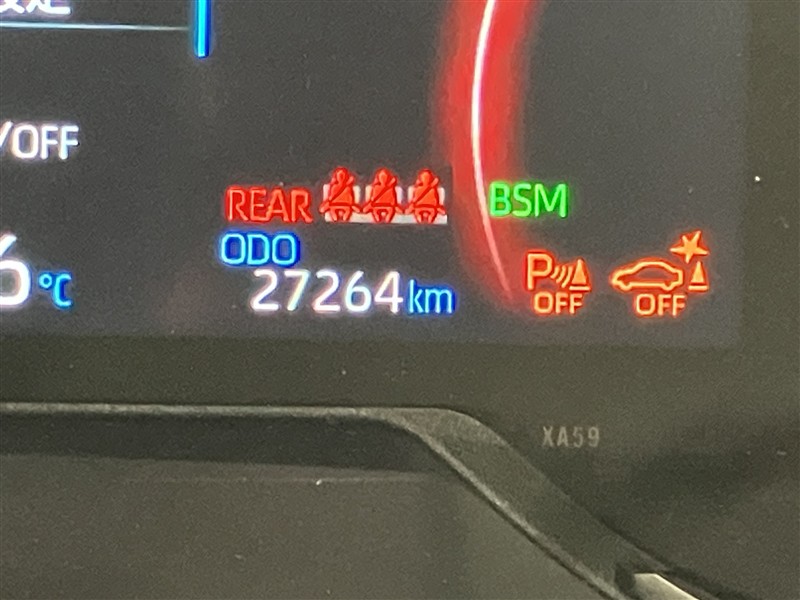 /OFF
REAR
BSM
ODO
°C
27264 km
P OFF
OFF
XA59